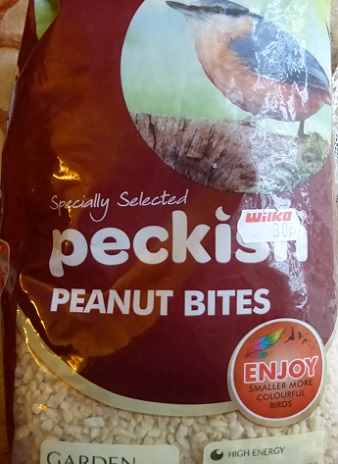 Specially Selected
peckish
wilko
30p
PEANUT BITES
ENJOY
SMALLER MORE
COLOURFUL
BIRDS
GARDEN
HIGH ENERGY